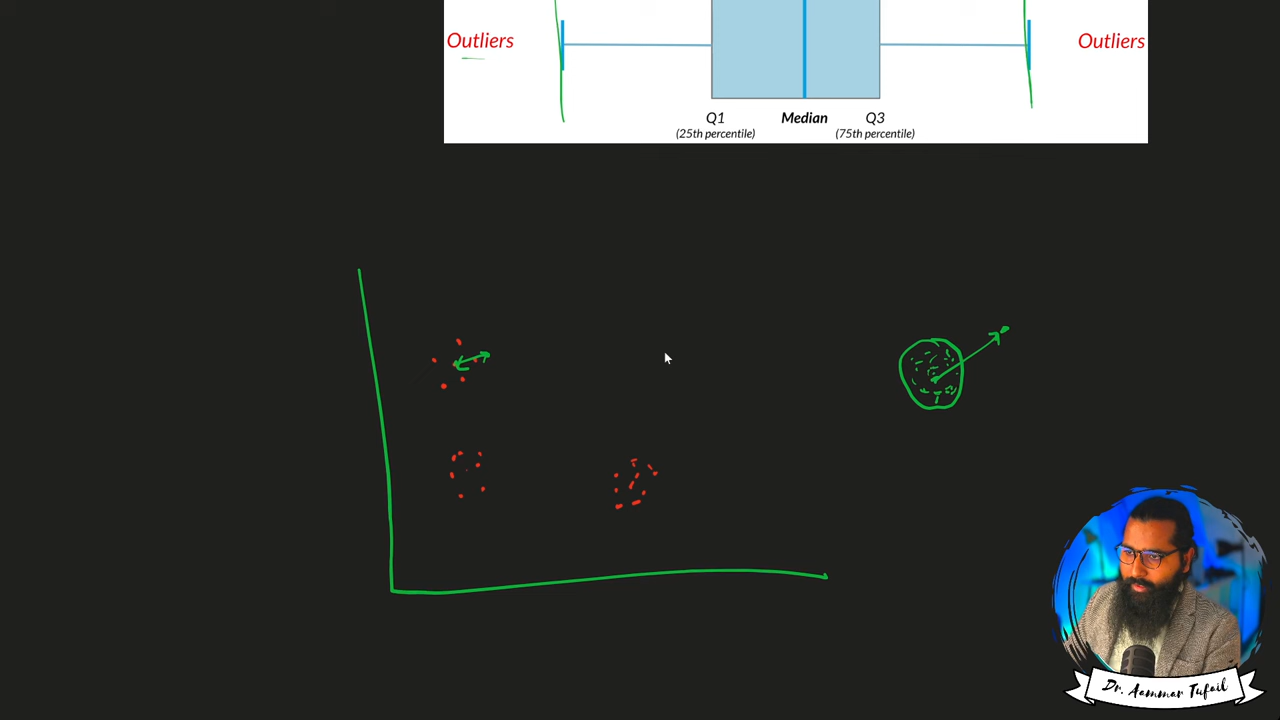 Outliers
Outliers
Q1
Median
Q3
(25th percentile)
(75th percentile)
Dr. Aammar Tufail